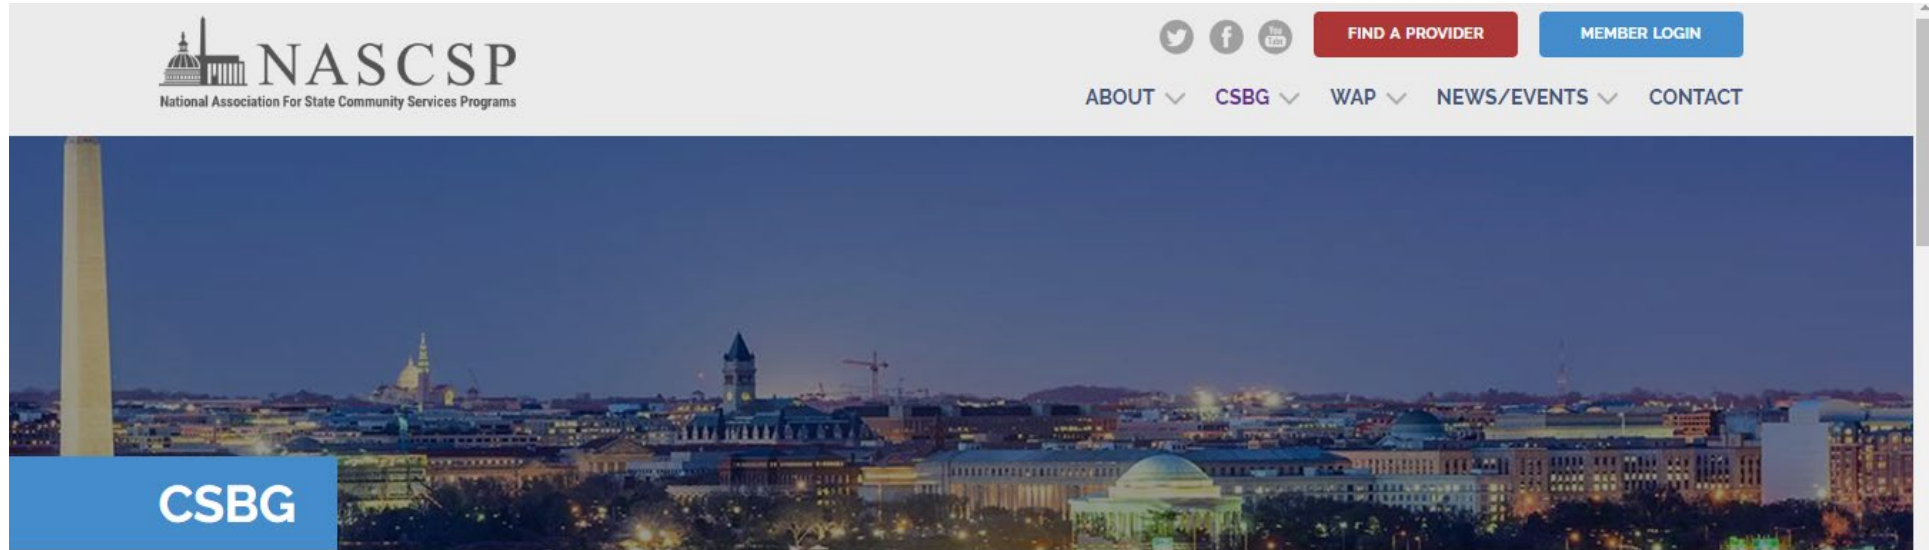 FIND A PROVIDER
MEMBER LOGIN
NASCSP
National Association For State Community Services Programs
ABOUT
CSBG
WAP
NEWS/EVENTS
CONTACT
CSBG